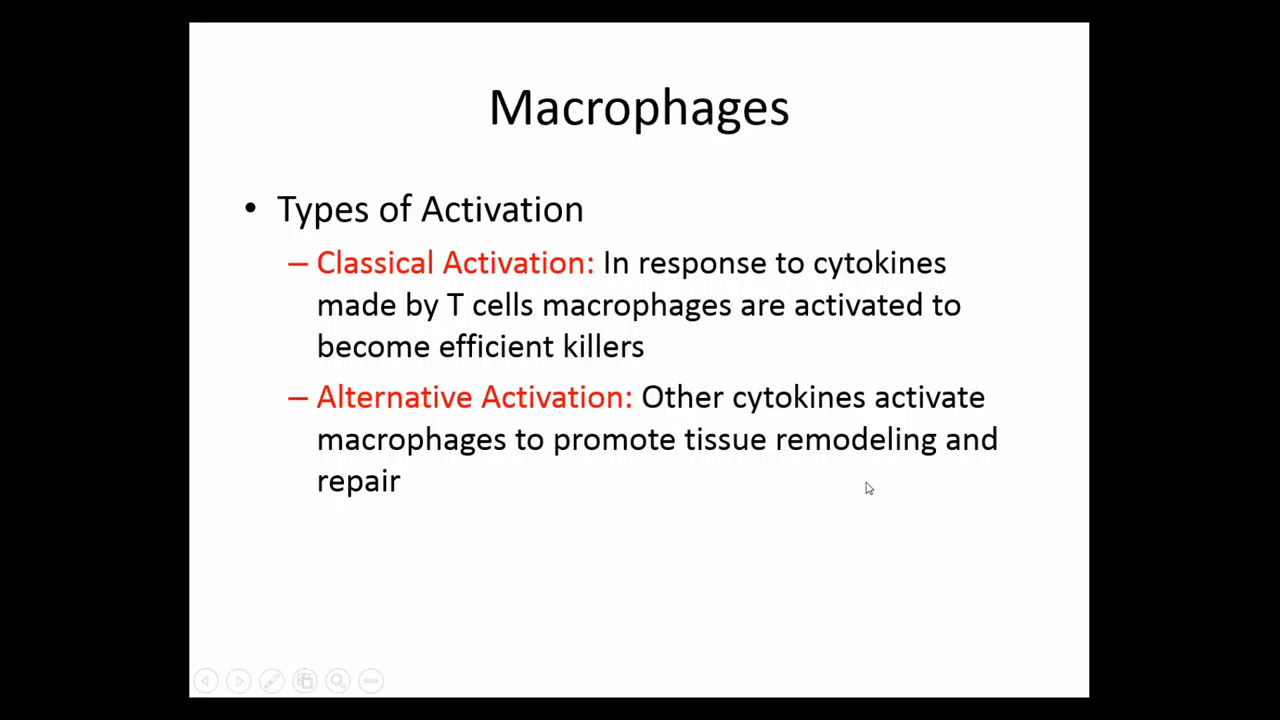 Macrophages
• Types of Activation
– Classical Activation: In response to cytokines
made by T cells macrophages are activated to
become efficient killers
– Alternative Activation: Other cytokines activate
macrophages to promote tissue remodeling and
repair